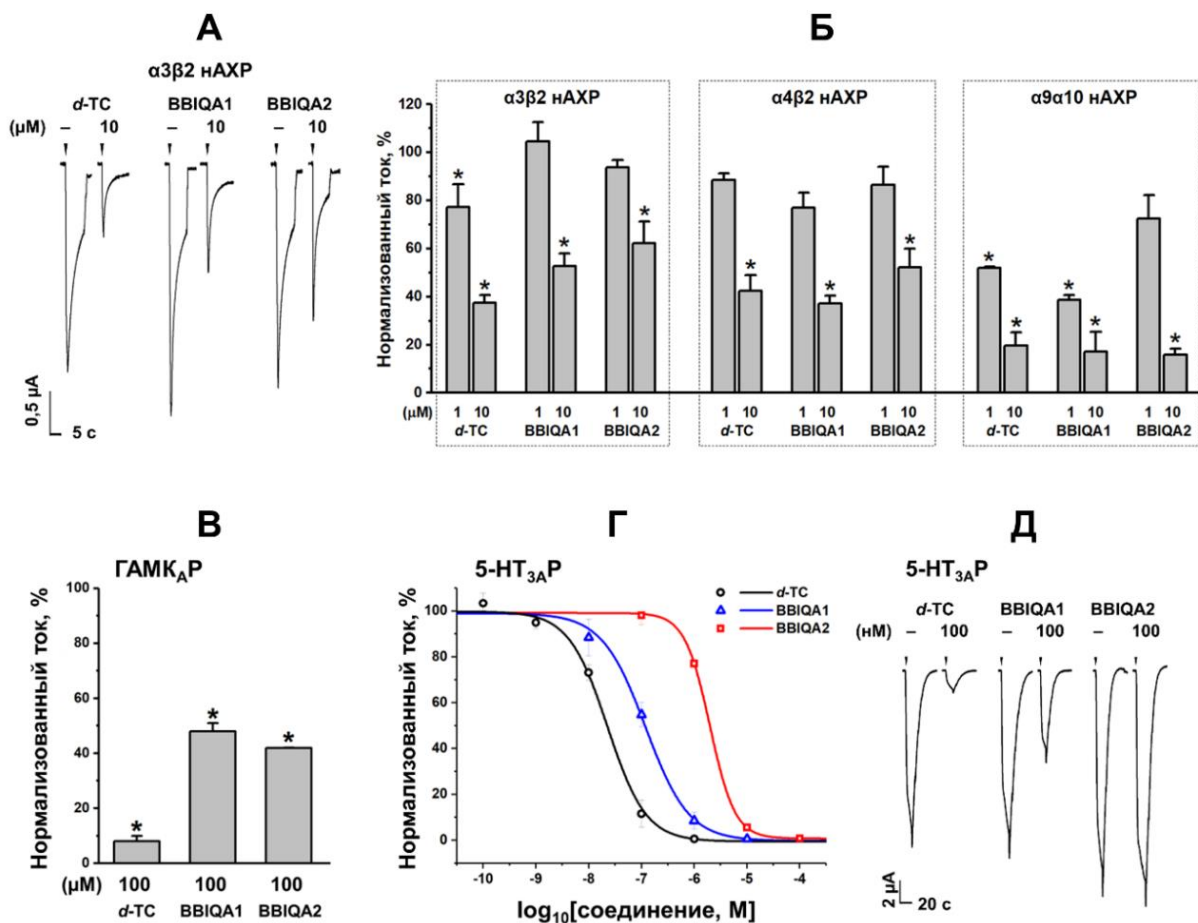 А
α3β2 нАХР
d-TC BBIQA1 BBIQA2
(μM) – 10 – 10 – 10
0,5 μА
5 с
Б
α3β2 нАХР α4β2 нАХР α9α10 нАХР
Нормализованный ток, %
120
100
80
60
40
20
0
* * * * * * * * * * * *
(μM) 1 10 1 10 1 10 1 10 1 10 1 10 1 10 1 10 1 10
d-TC BBIQA1 BBIQA2 d-TC BBIQA1 BBIQA2 d-TC BBIQA1 BBIQA2
В
ГАМКAР
Нормализованный ток, %
100
80
60
40
20
0
* * *
(μM) 100 100 100
d-TC BBIQA1 BBIQA2
Г
5-HT3AР
Нормализованный ток, %
100
80
60
40
20
0
d-TC
BBIQA1
BBIQA2
-10 -9 -8 -7 -6 -5 -4
log10[соединение, М]
Д
5-HT3AР
d-TC BBIQA1 BBIQA2
(нМ) – 100 – 100 – 100
2 μА
20 с